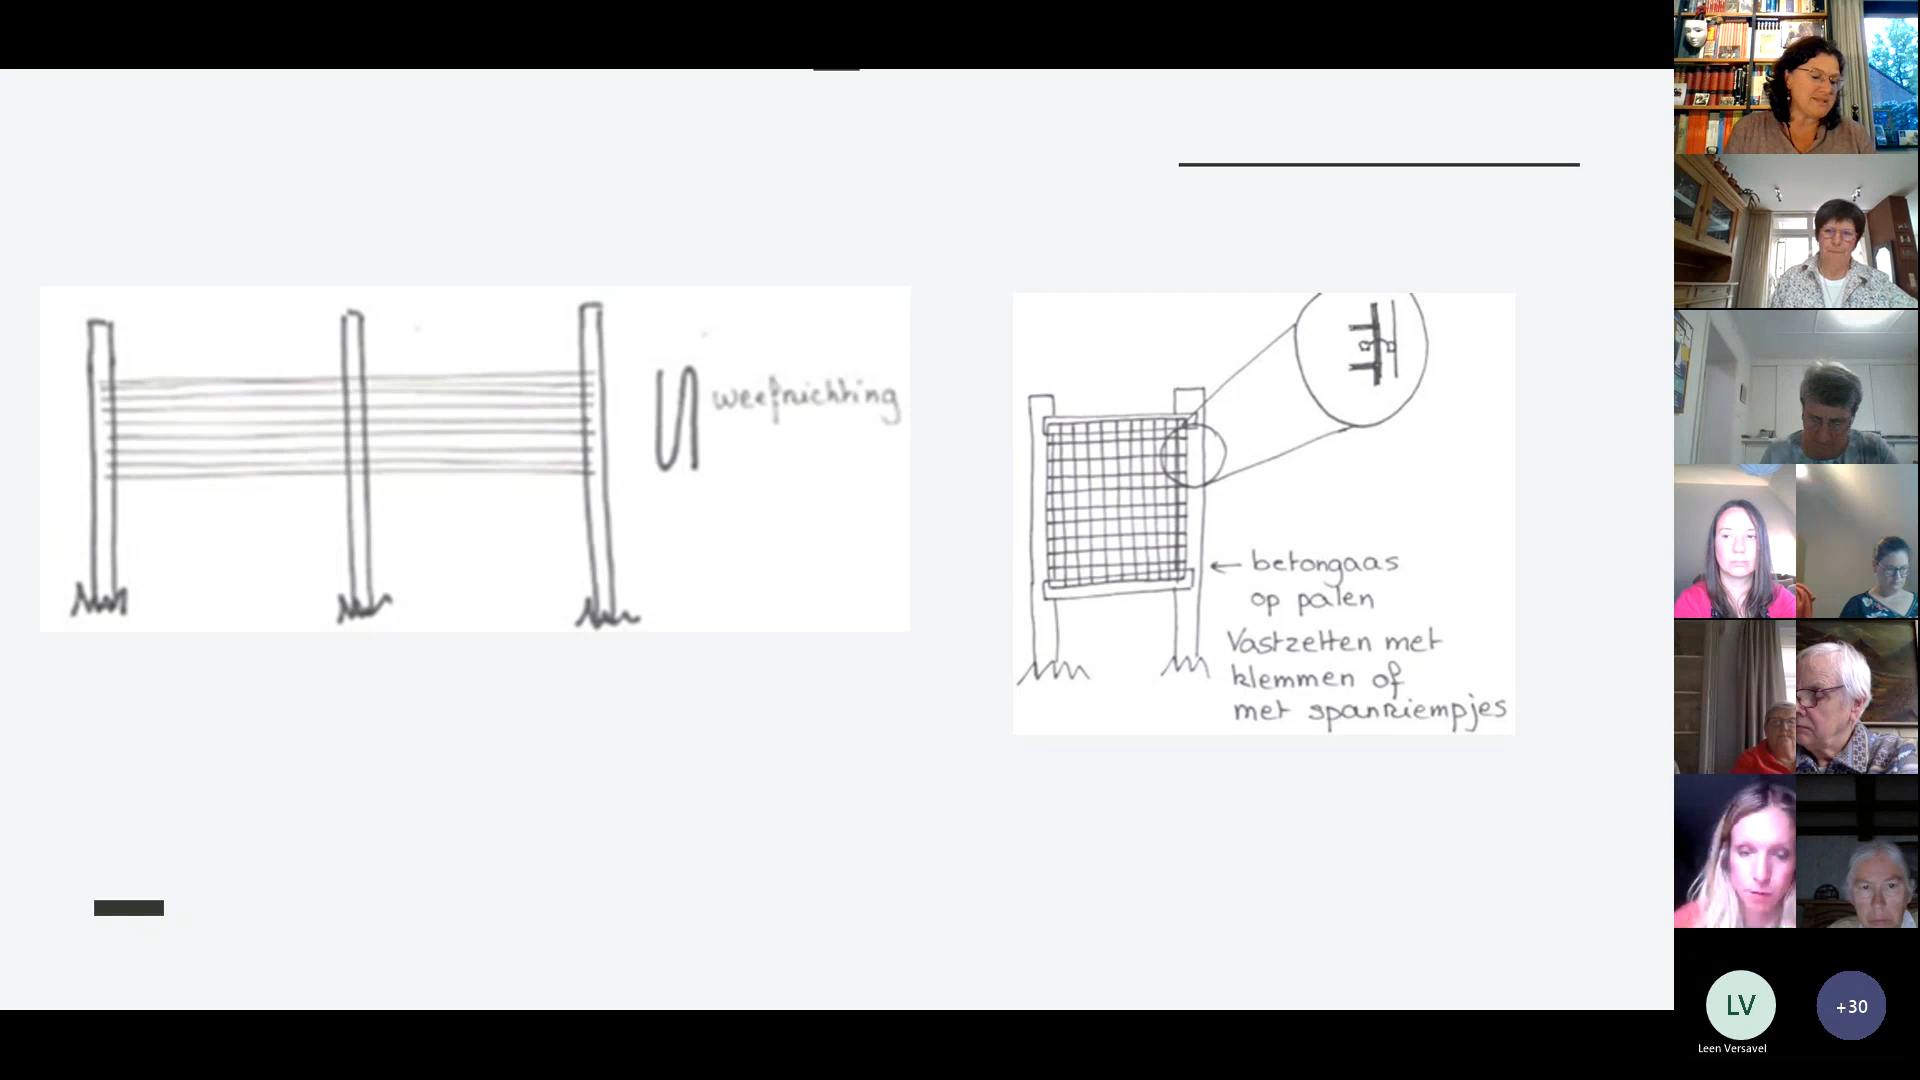 weefrichting
← betongaas
op palen
Vastzetten met
klemmen of
met spanriempjes
LV
+30
Leen Versavel